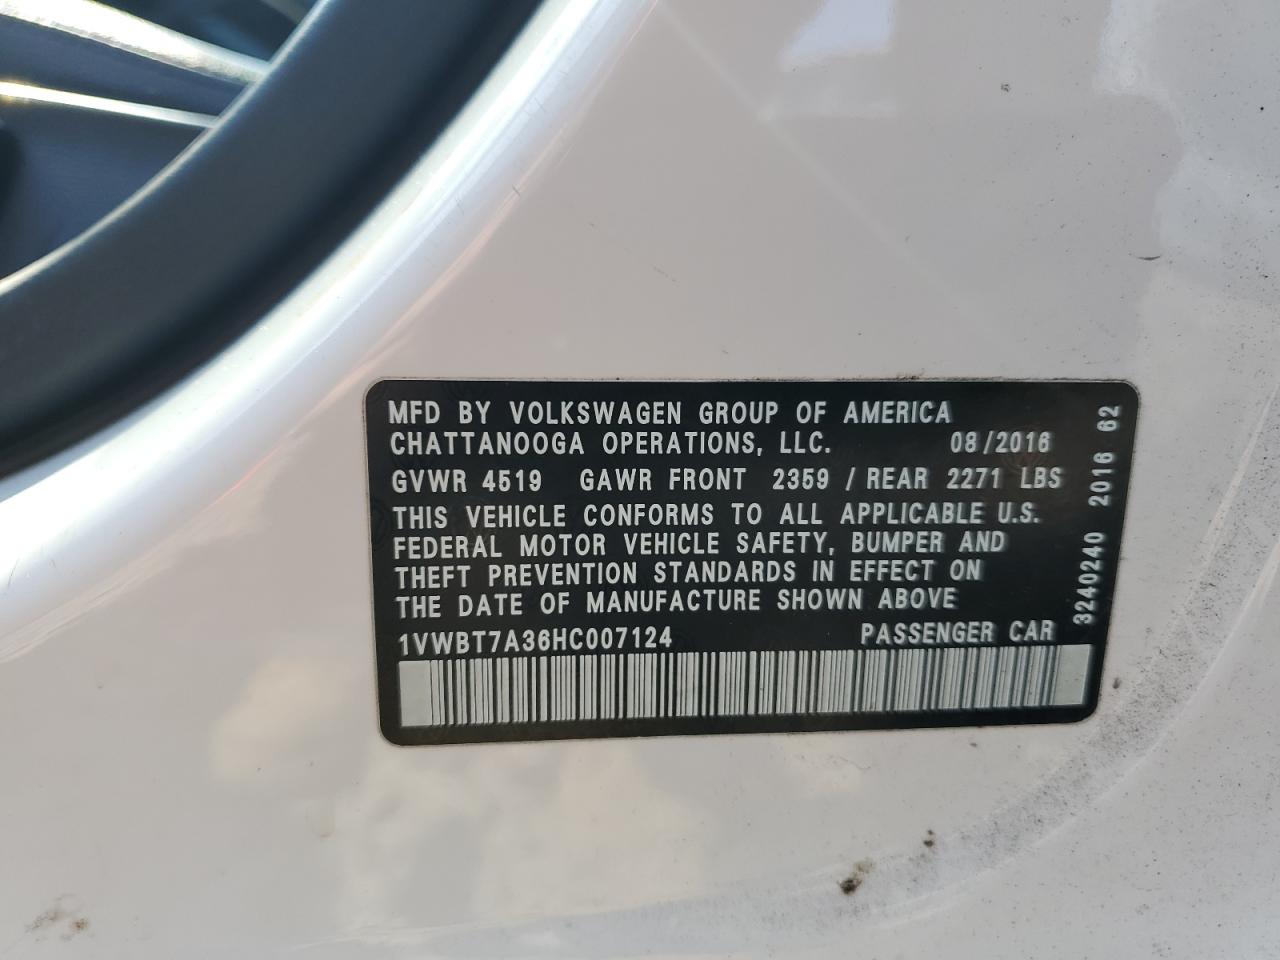 MFD BY VOLKSWAGEN GROUP OF AMERICA
CHATTANOOGA OPERATIONS, LLC. 08/2016
GVWR 4519 GAWR FRONT 2359 / REAR 2271 LBS
THIS VEHICLE CONFORMS TO ALL APPLICABLE U.S.
FEDERAL MOTOR VEHICLE SAFETY, BUMPER AND
THEFT PREVENTION STANDARDS IN EFFECT ON
THE DATE OF MANUFACTURE SHOWN ABOVE
1VWBT7A36HC007124 PASSENGER CAR
3240240 2016 62